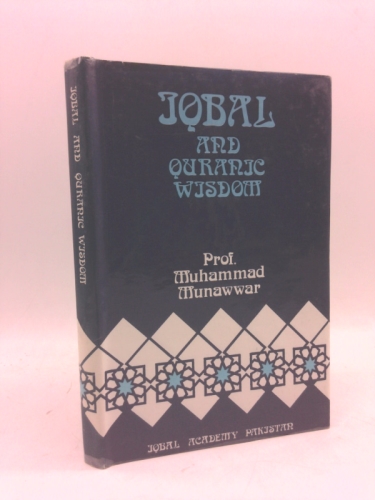 IQBAL
AND
QURANIC
WISDOM
Prof.
Muhammad
Munawwar
IQBAL ACADEMY PAKISTAN
IQBAL AND QURANIC WISDOM